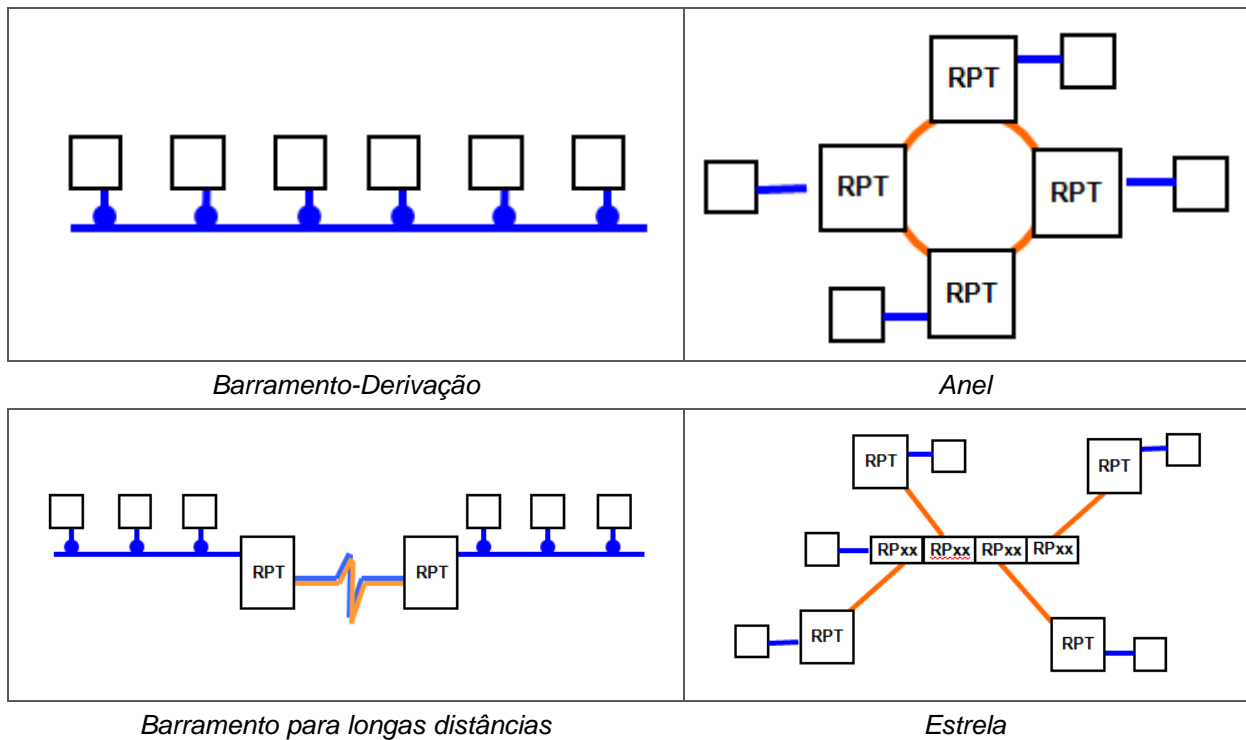 RPT
RPT
RPT
RPT
Barramento-Derivação
Anel
RPT
RPT
RPT
RPT
RPxx RPxx RPxx RPxx
RPT
RPT
Barramento para longas distâncias
Estrela